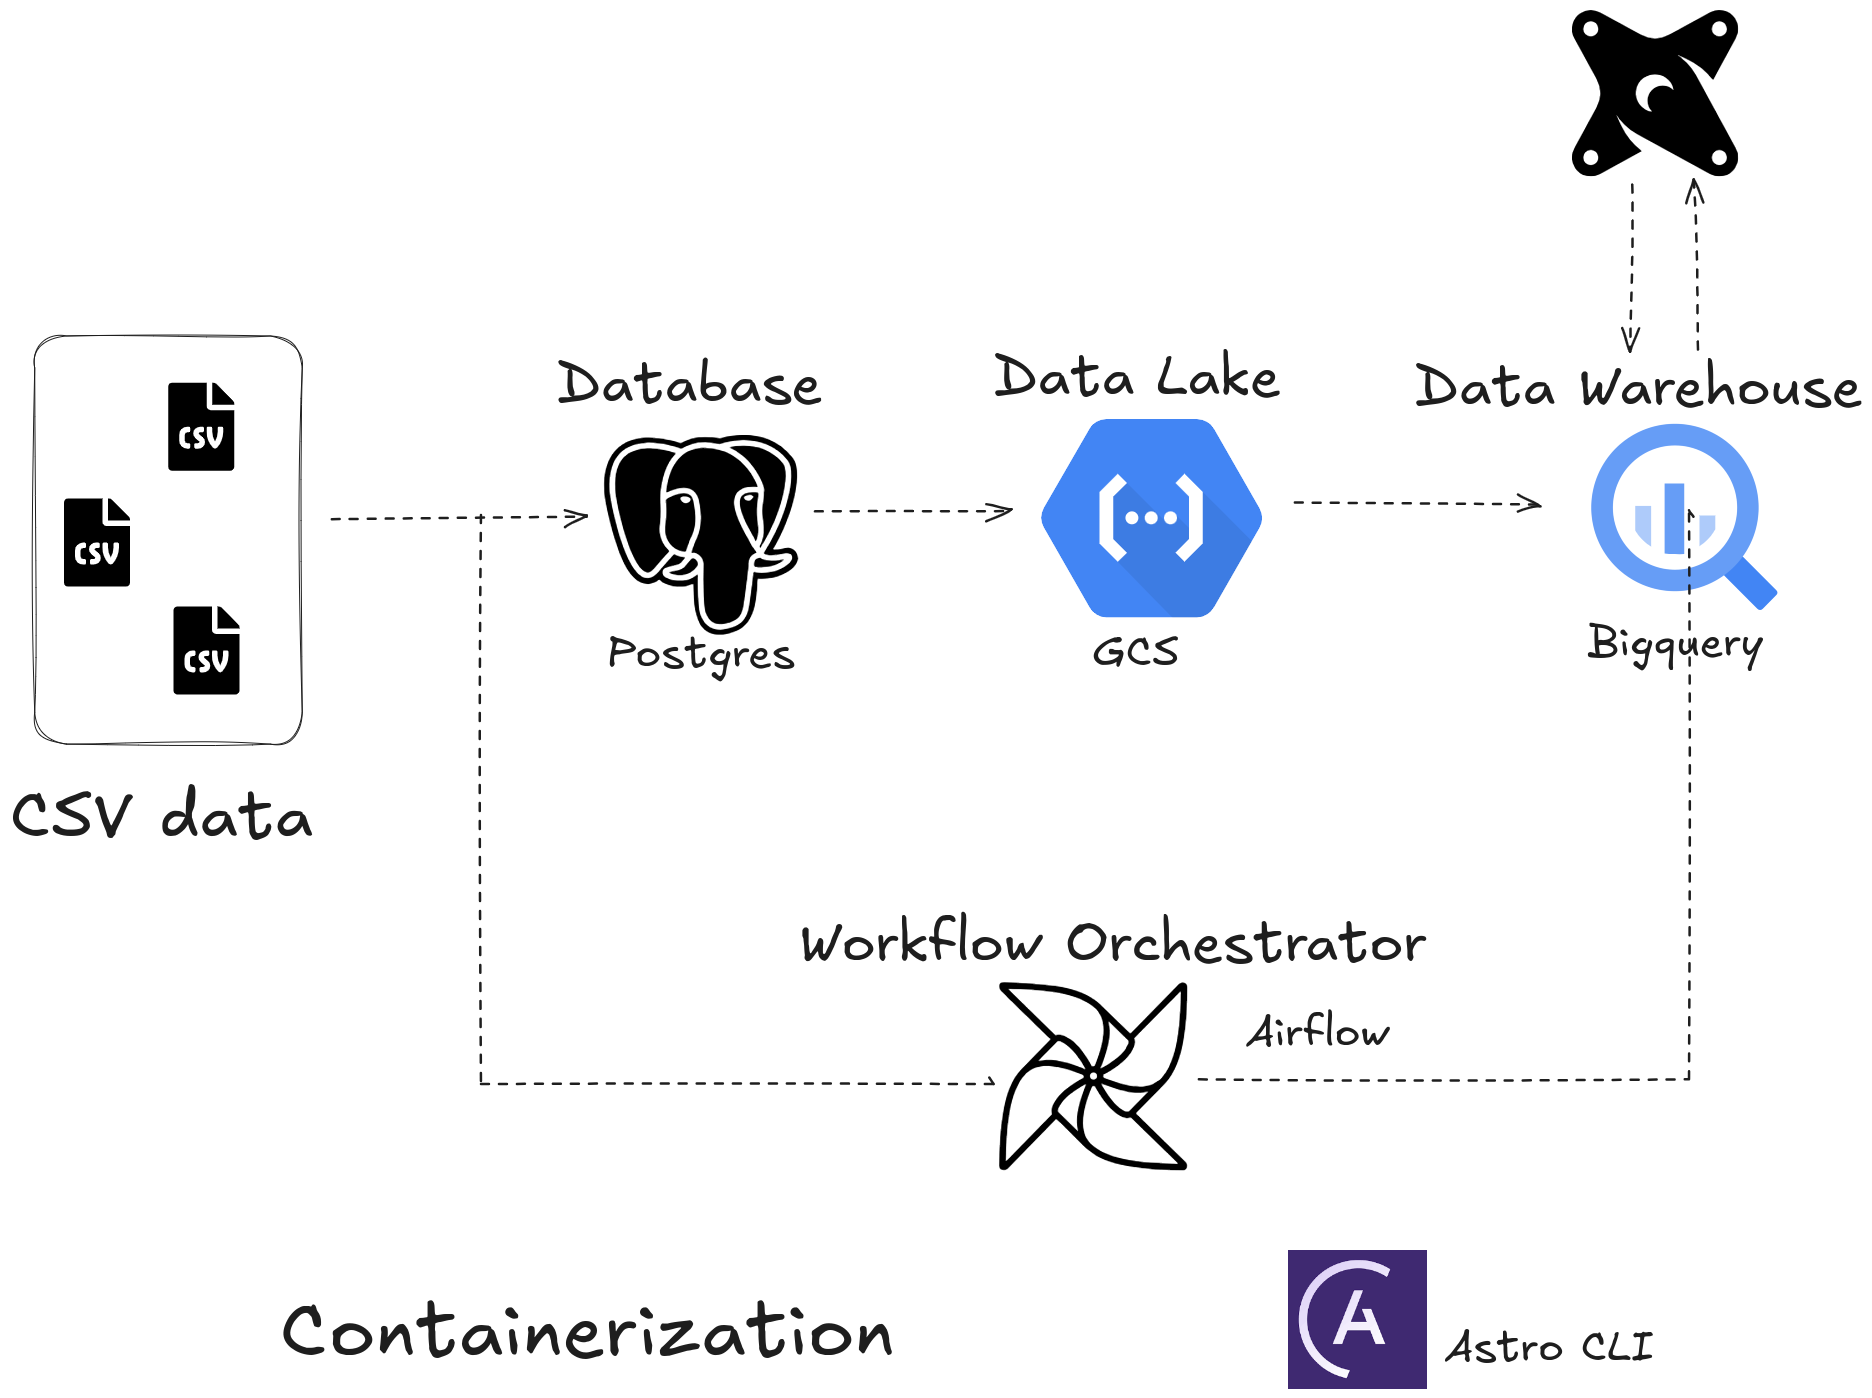 Database
Data Lake
Data Warehouse
CSV
CSV
CSV
Postgres
GCS
Bigquery
CSV data
Workflow Orchestrator
Airflow
Containerization
A
Astro CLI